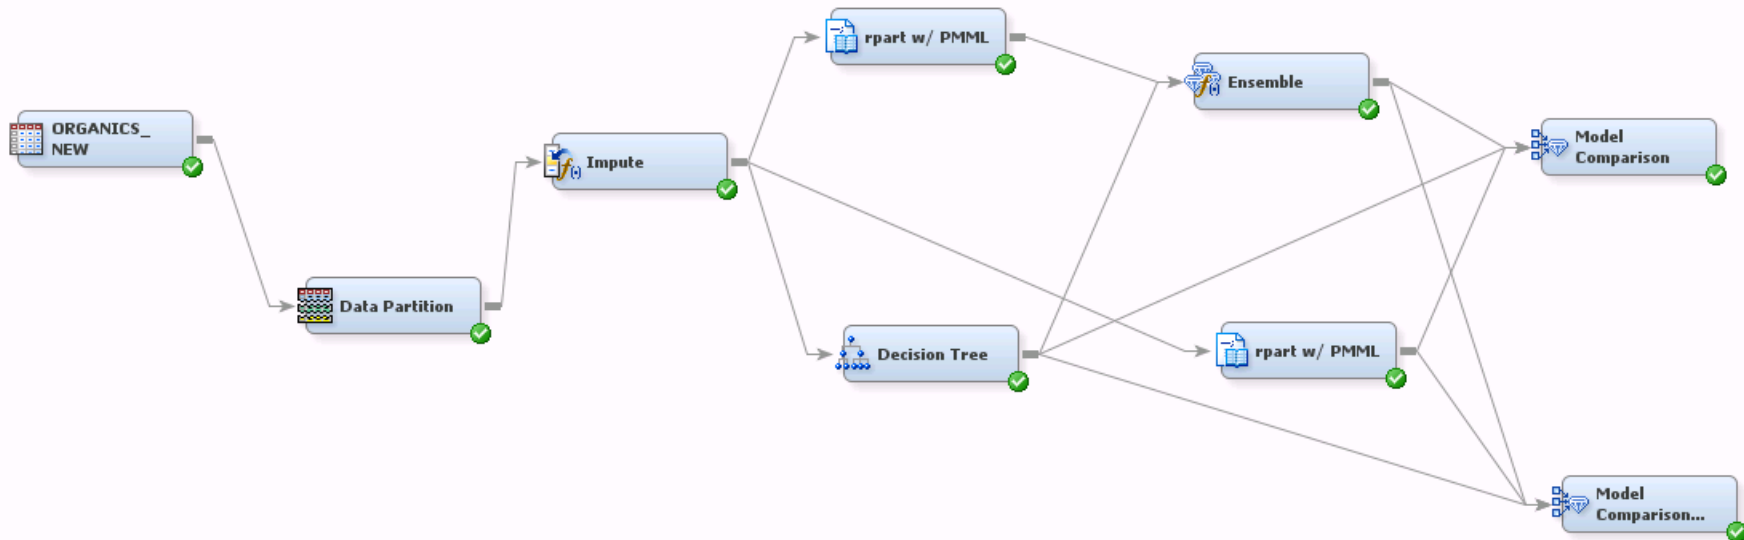 ORGANICS_
NEW
Data Partition
Impute
rpart w/ PMML
Decision Tree
Ensemble
rpart w/ PMML
Model
Comparison
Model
Comparison...